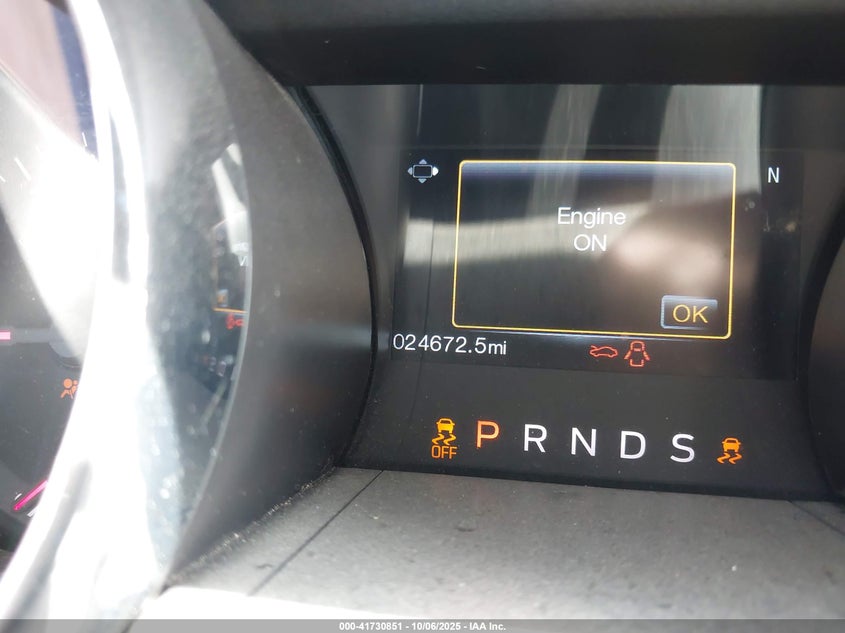 N
Engine
ON
OK
024672.5mi
OFF
P R N D S
000-41730851 | 10/06/2025 | IAA Inc.